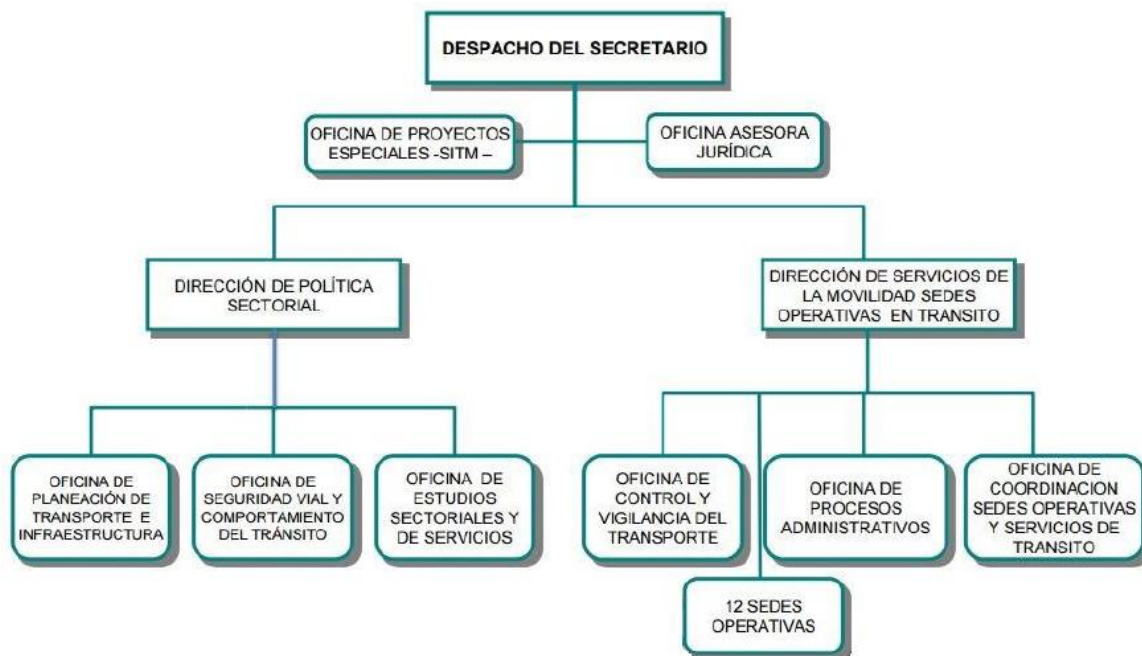 DESPACHO DEL SECRETARIO
OFICINA DE PROYECTOS
ESPECIALES -SITM –
OFICINA ASESORA
JURÍDICA
DIRECCIÓN DE POLÍTICA
SECTORIAL
DIRECCIÓN DE SERVICIOS DE
LA MOVILIDAD SEDES
OPERATIVAS EN TRANSITO
OFICINA DE
PLANEACIÓN DE
TRANSPORTE E
INFRAESTRUCTURA
OFICINA DE
SEGURIDAD VIAL Y
COMPORTAMIENTO
DEL TRÁNSITO
OFICINA DE
ESTUDIOS
SECTORIALES Y
DE SERVICIOS
OFICINA DE
CONTROL Y
VIGILANCIA DEL
TRANSPORTE
OFICINA DE
PROCESOS
ADMINISTRATIVOS
OFICINA DE
COORDINACION
SEDES OPERATIVAS
Y SERVICIOS DE
TRANSITO
12 SEDES
OPERATIVAS